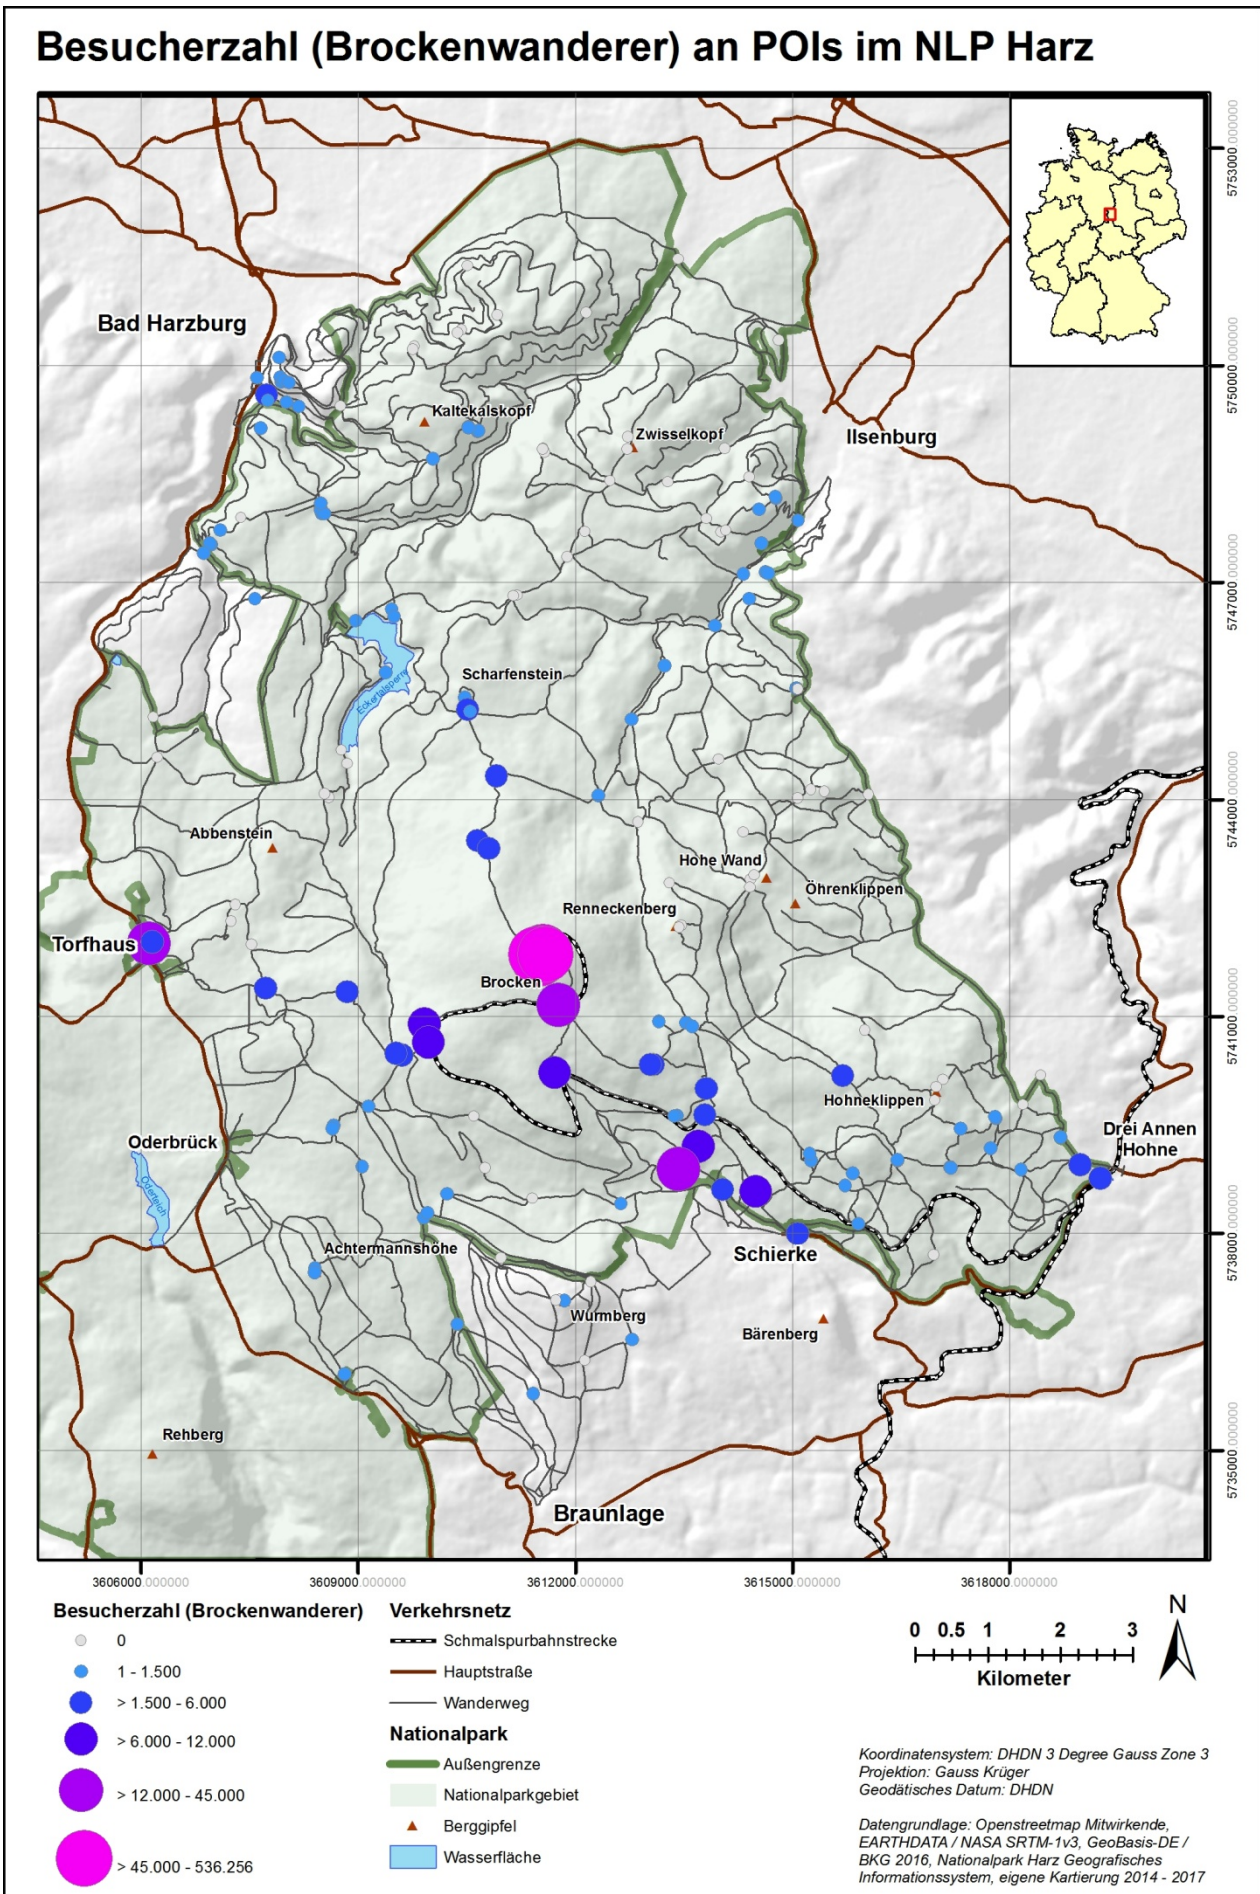 Besucherzahl (Brockenwanderer) an POIs im NLP Harz
Bad Harzburg
Kaltekalskopf
Zwisselkopf
Ilsenburg
Scharfenstein
Eckertalsperre
Abbenstein
Hohe Wand
Öhrenklippen
Renneckenberg
Torfhaus
Brocken
Hohneklippen
Drei Annen
Hohne
Oderbrück
Oderteich
Achtermannshöhe
Schierke
Wurmberg
Bärenberg
Rehberg
Braunlage
5753000.000000
5750000.000000
5747000.000000
5744000.000000
5741000.000000
5738000.000000
5735000.000000
3606000.000000
3609000.000000
3612000.000000
3615000.000000
3618000.000000
Besucherzahl (Brockenwanderer)
0
1 - 1.500
> 1.500 - 6.000
> 6.000 - 12.000
> 12.000 - 45.000
> 45.000 - 536.256
Verkehrsnetz
Schmalspurbahnstrecke
Hauptstraße
Wanderweg
Nationalpark
Außengrenze
Nationalparkgebiet
Berggipfel
Wasserfläche
0 0.5 1 2 3
Kilometer
N
Koordinatensystem: DHDN 3 Degree Gauss Zone 3
Projektion: Gauss Krüger
Geodätisches Datum: DHDN
Datengrundlage: Openstreetmap Mitwirkende,
EARTHDATA / NASA SRTM-1v3, GeoBasis-DE /
BKG 2016, Nationalpark Harz Geografisches
Informationssystem, eigene Kartierung 2014 - 2017